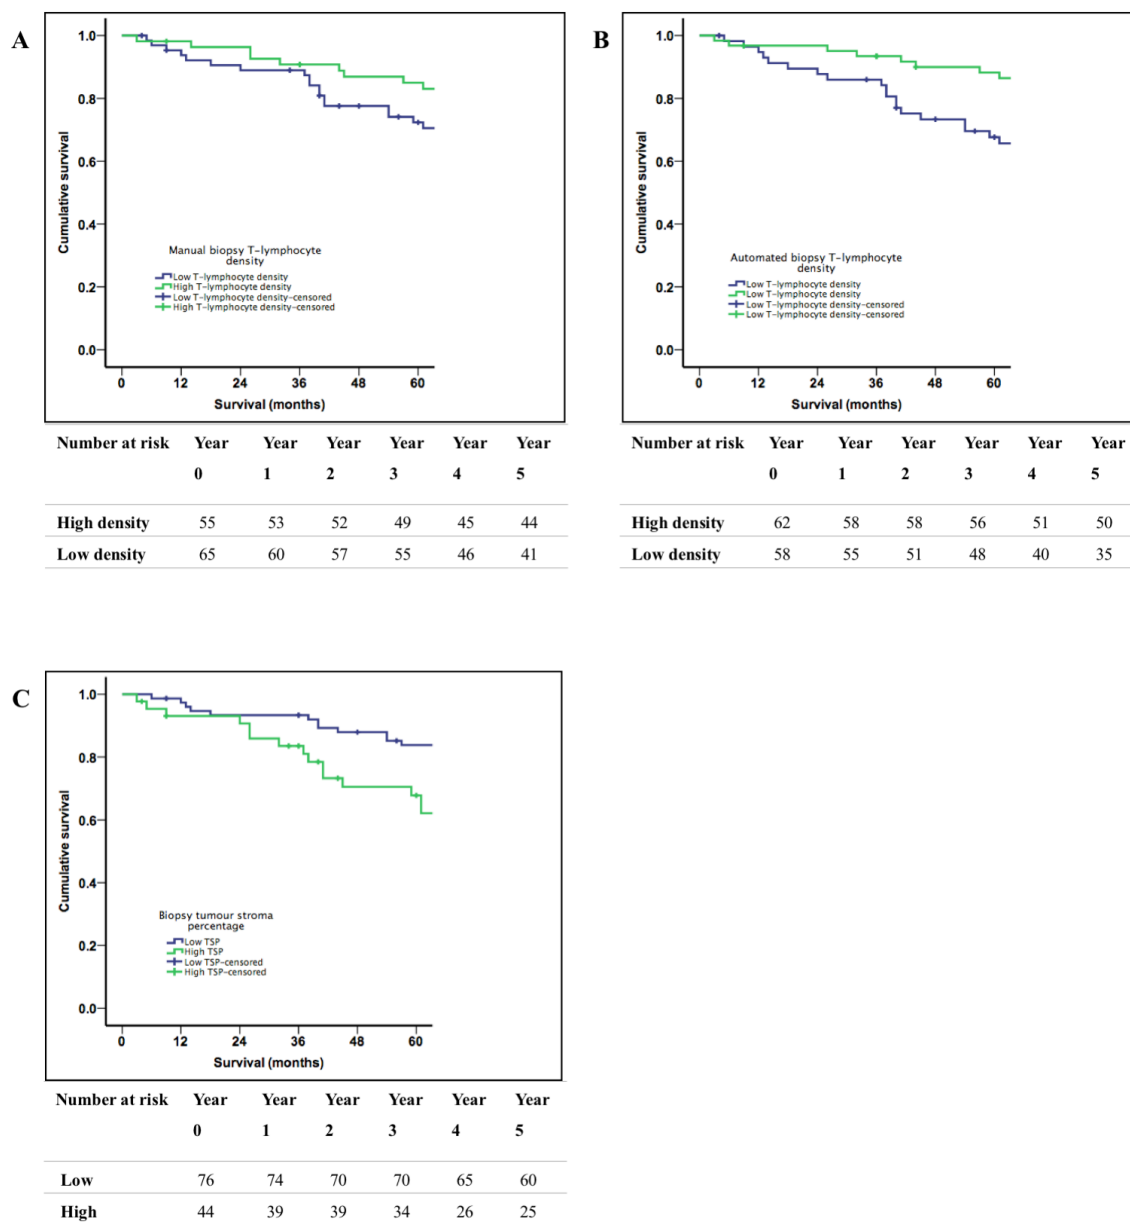 A
Cumulative survival
1.0
0.8
0.6
0.4
0.2
0.0
Manual biopsy T-lymphocyte
density
Low T-lymphocyte density
High T-lymphocyte density
Low T-lymphocyte density-censored
High T-lymphocyte density-censored
0 12 24 36 48 60
Survival (months)
Number at risk Year Year Year Year Year Year
0 1 2 3 4 5
High density 55 53 52 49 45 44
Low density 65 60 57 55 46 41
B
Cumulative survival
1.0
0.8
0.6
0.4
0.2
0.0
Automated biopsy T-lymphocyte
density
Low T-lymphocyte density
Low T-lymphocyte density
Low T-lymphocyte density-censored
Low T-lymphocyte density-censored
0 12 24 36 48 60
Survival (months)
Number at risk Year Year Year Year Year Year
0 1 2 3 4 5
High density 62 58 58 56 51 50
Low density 58 55 51 48 40 35
C
Cumulative survival
1.0
0.8
0.6
0.4
0.2
0.0
Biopsy tumour stroma
percentage
Low TSP
High TSP
Low TSP-censored
High TSP-censored
0 12 24 36 48 60
Survival (months)
Number at risk Year Year Year Year Year Year
0 1 2 3 4 5
Low 76 74 70 70 65 60
High 44 39 39 34 26 25